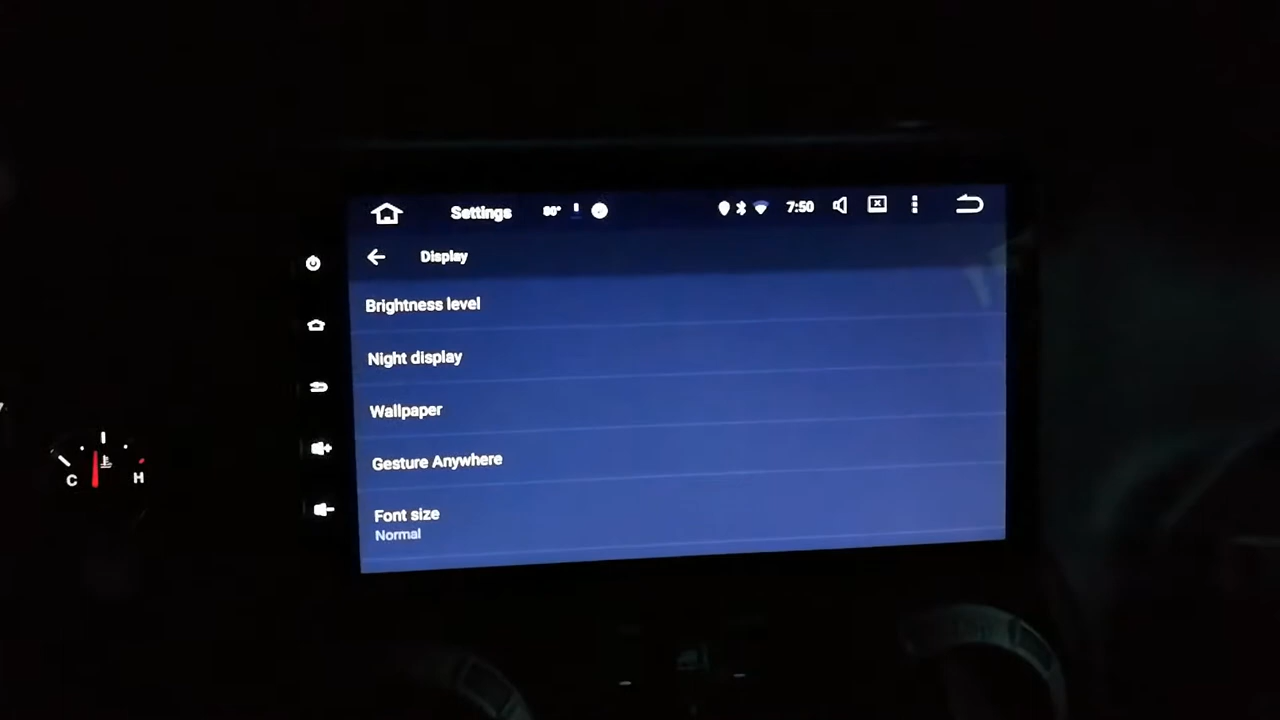 Settings 7:50
Display
Brightness level
Night display
Wallpaper
Gesture Anywhere
Font size
Normal
C H